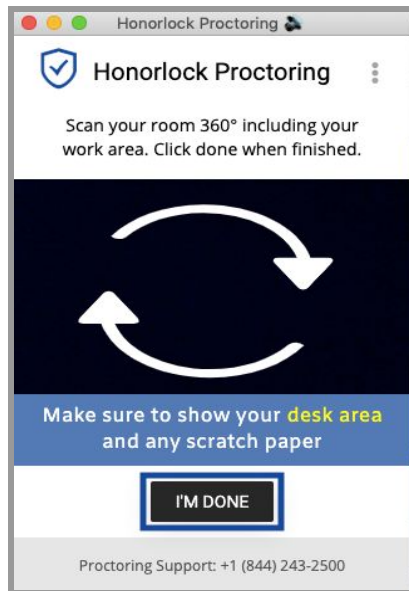 Honorlock Proctoring
Honorlock Proctoring
Scan your room 360° including your
work area. Click done when finished.
Make sure to show your desk area
and any scratch paper
I'M DONE
Proctoring Support: +1 (844) 243-2500